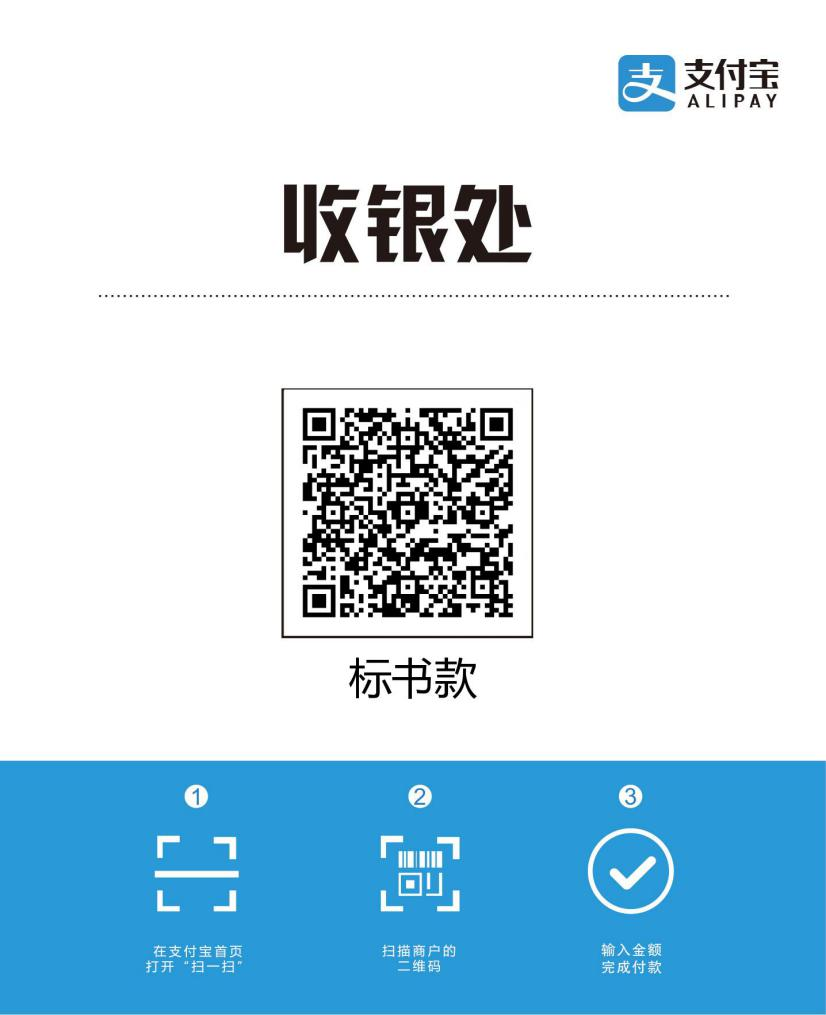 支付宝
ALIPAY
收银处
标书款
1
2
3
在支付宝首页
打开“扫一扫”
扫描商户的
二维码
输入金额
完成付款